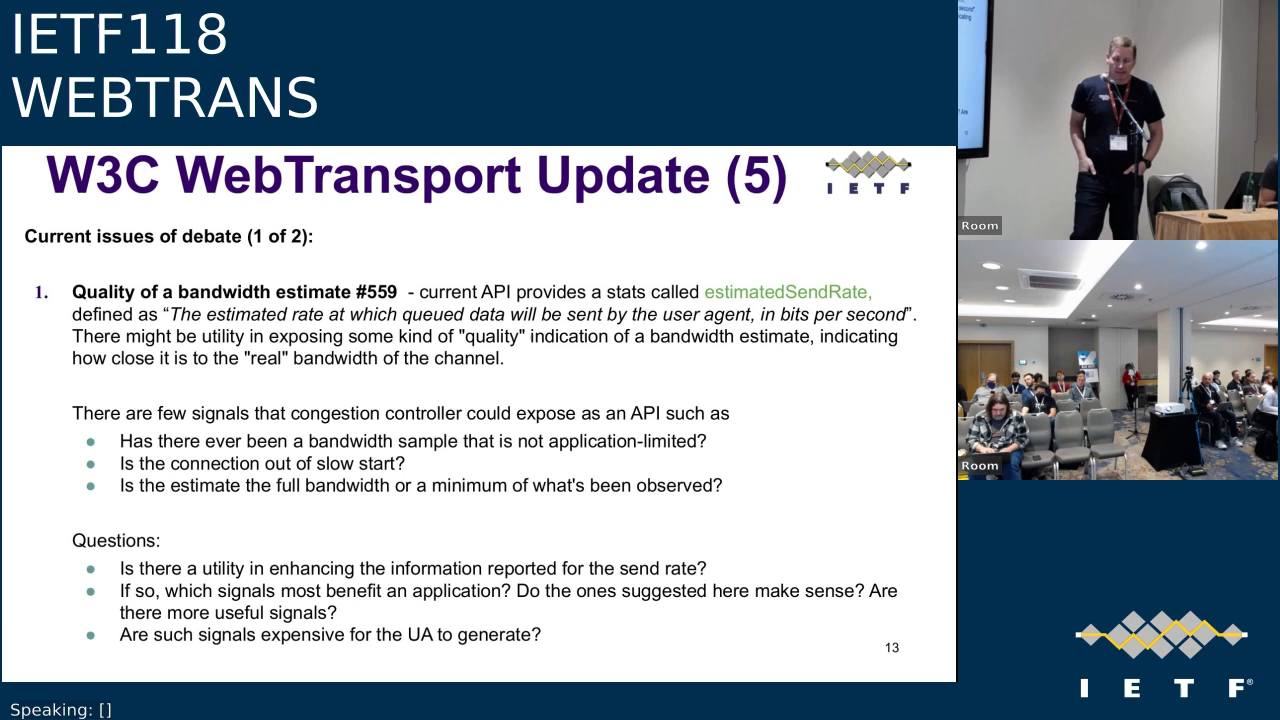 IETF118
WEBTRANS
W3C WebTransport Update (5)
I E T F
Current issues of debate (1 of 2):
1. Quality of a bandwidth estimate #559 - current API provides a stats called estimatedSendRate,
defined as “The estimated rate at which queued data will be sent by the user agent, in bits per second”.
There might be utility in exposing some kind of "quality" indication of a bandwidth estimate, indicating
how close it is to the "real" bandwidth of the channel.
There are few signals that congestion controller could expose as an API such as
● Has there ever been a bandwidth sample that is not application-limited?
● Is the connection out of slow start?
● Is the estimate the full bandwidth or a minimum of what's been observed?
Questions:
● Is there a utility in enhancing the information reported for the send rate?
● If so, which signals most benefit an application? Do the ones suggested here make sense? Are
there more useful signals?
● Are such signals expensive for the UA to generate?
13
Room
Room
I E T F®
Speaking: []